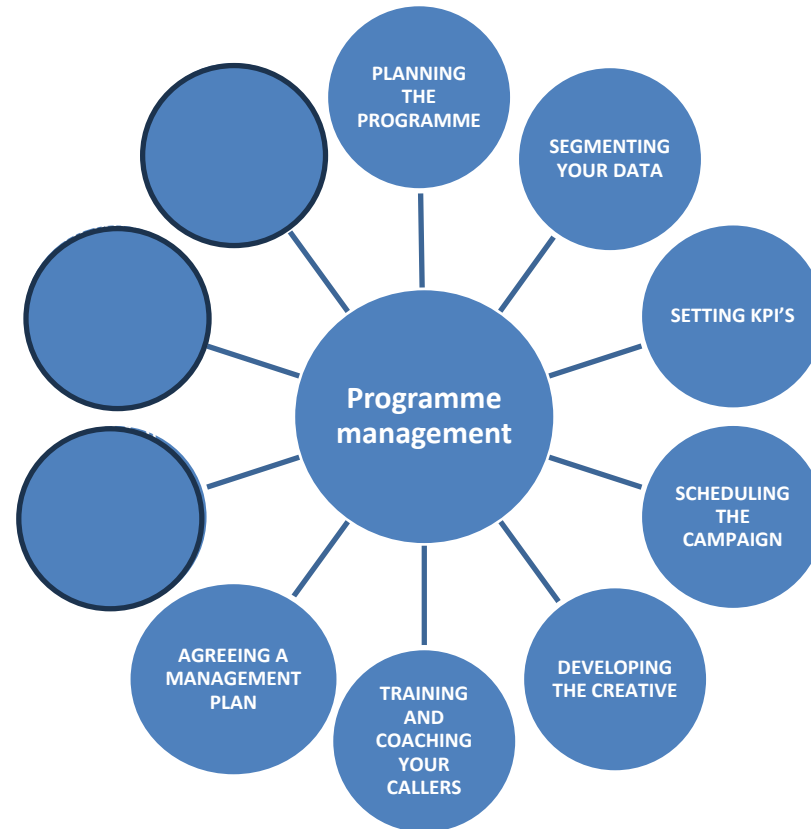 PLANNING
THE
PROGRAMME
SEGMENTING
YOUR DATA
SETTING KPI’S
SCHEDULING
THE
CAMPAIGN
DEVELOPING
THE CREATIVE
TRAINING
AND
COACHING
YOUR
CALLERS
AGREEING A
MANAGEMENT
PLAN
Programme
management